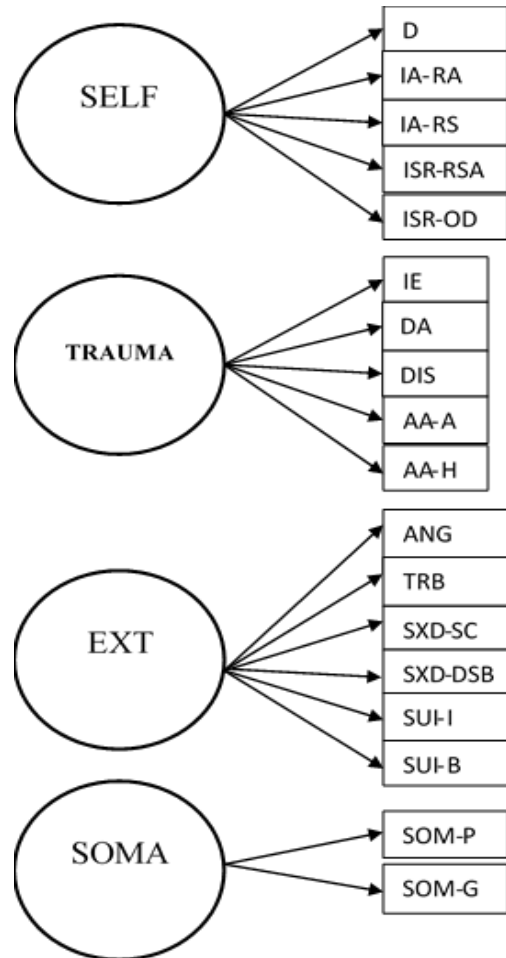 SELF
D
IA-RA
IA-RS
ISR-RSA
ISR-OD
TRAUMA
IE
DA
DIS
AA-A
AA-H
EXT
ANG
TRB
SXD-SC
SXD-DSB
SUI-I
SUI-B
SOMA
SOM-P
SOM-G